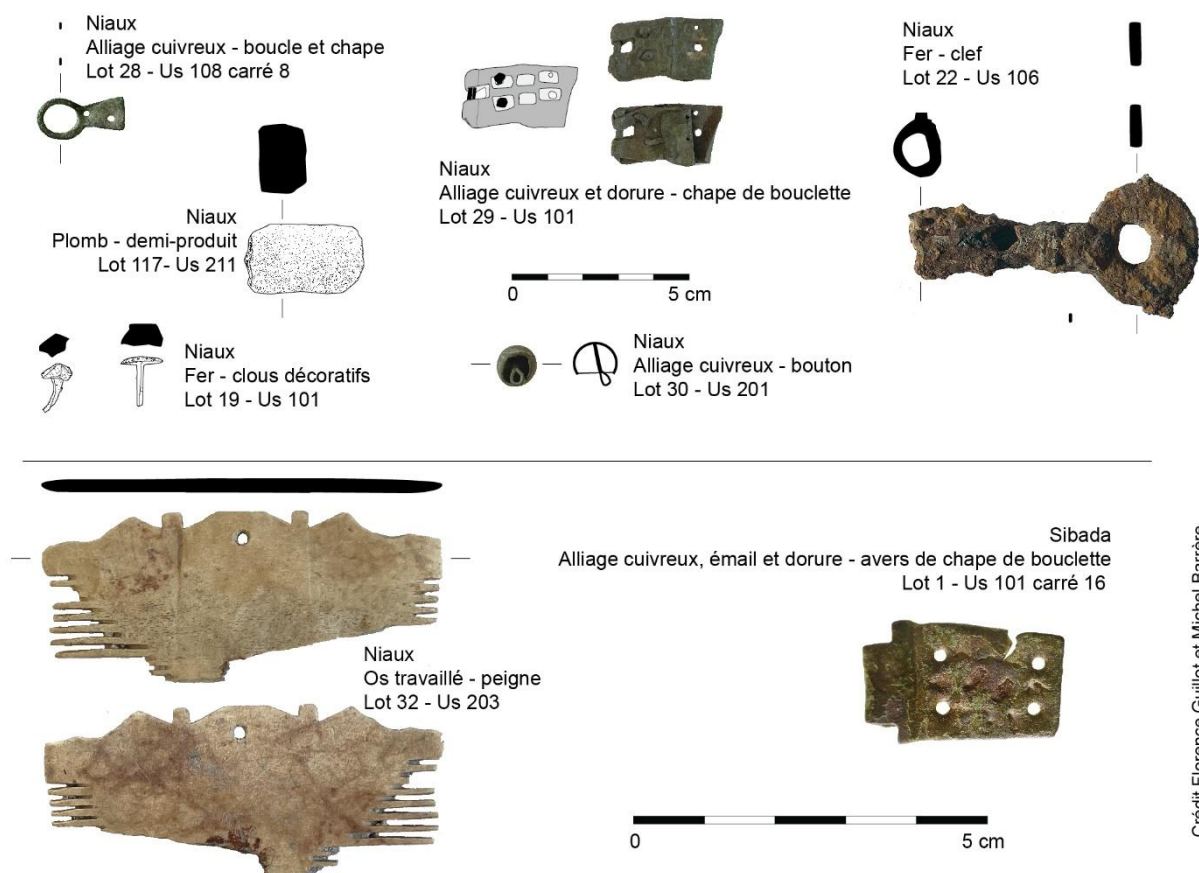 Niaux
Alliage cuivreux - boucle et chape
Lot 28 - Us 108 carré 8
Niaux
Plomb - demi-produit
Lot 117- Us 211
Niaux
Alliage cuivreux et dorure - chape de bouclette
Lot 29 - Us 101
0 5 cm
Niaux
Fer - clef
Lot 22 - Us 106
Niaux
Fer - clous décoratifs
Lot 19 - Us 101
Niaux
Alliage cuivreux - bouton
Lot 30 - Us 201
Niaux
Os travaillé - peigne
Lot 32 - Us 203
Sibada
Alliage cuivreux, émail et dorure - avers de chape de bouclette
Lot 1 - Us 101 carré 16
0 5 cm
Crédit Florence Guillot et Michel Barrère